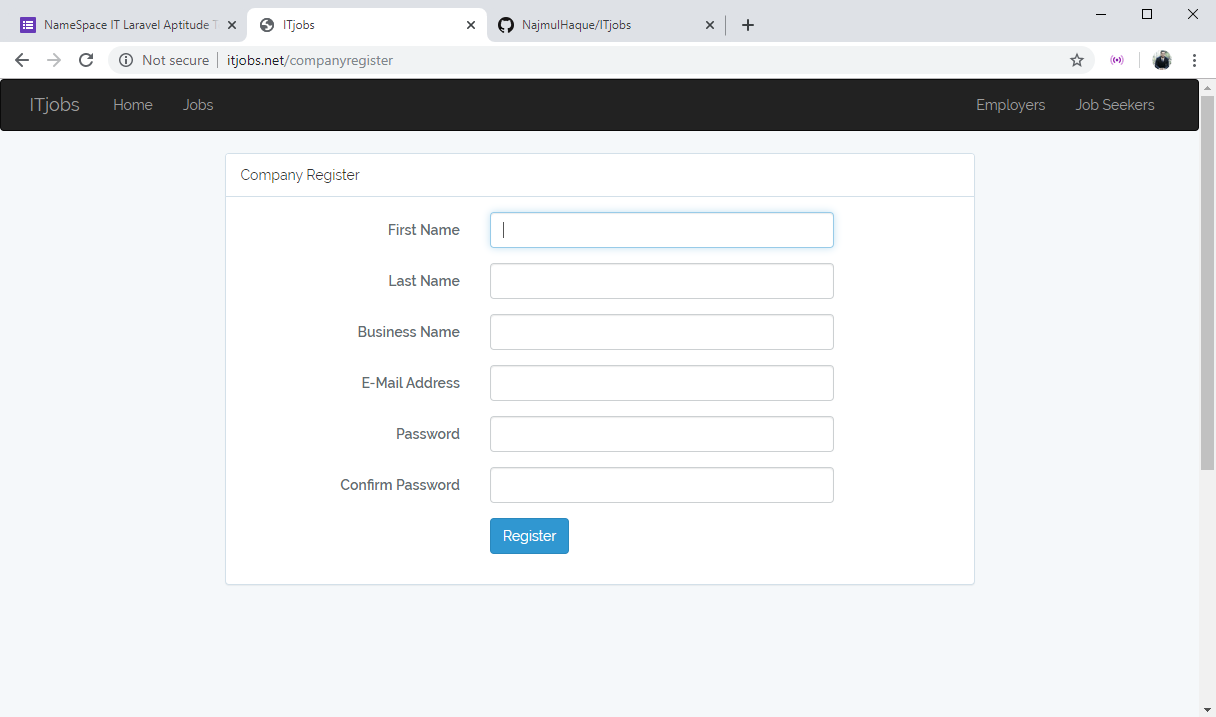 NameSpace IT Laravel Aptitude T
ITjobs
NajmulHaque/ITjobs
Not secure itjobs.net/companyregister
ITjobs Home Jobs Employers Job Seekers
Company Register
First Name
Last Name
Business Name
E-Mail Address
Password
Confirm Password
Register